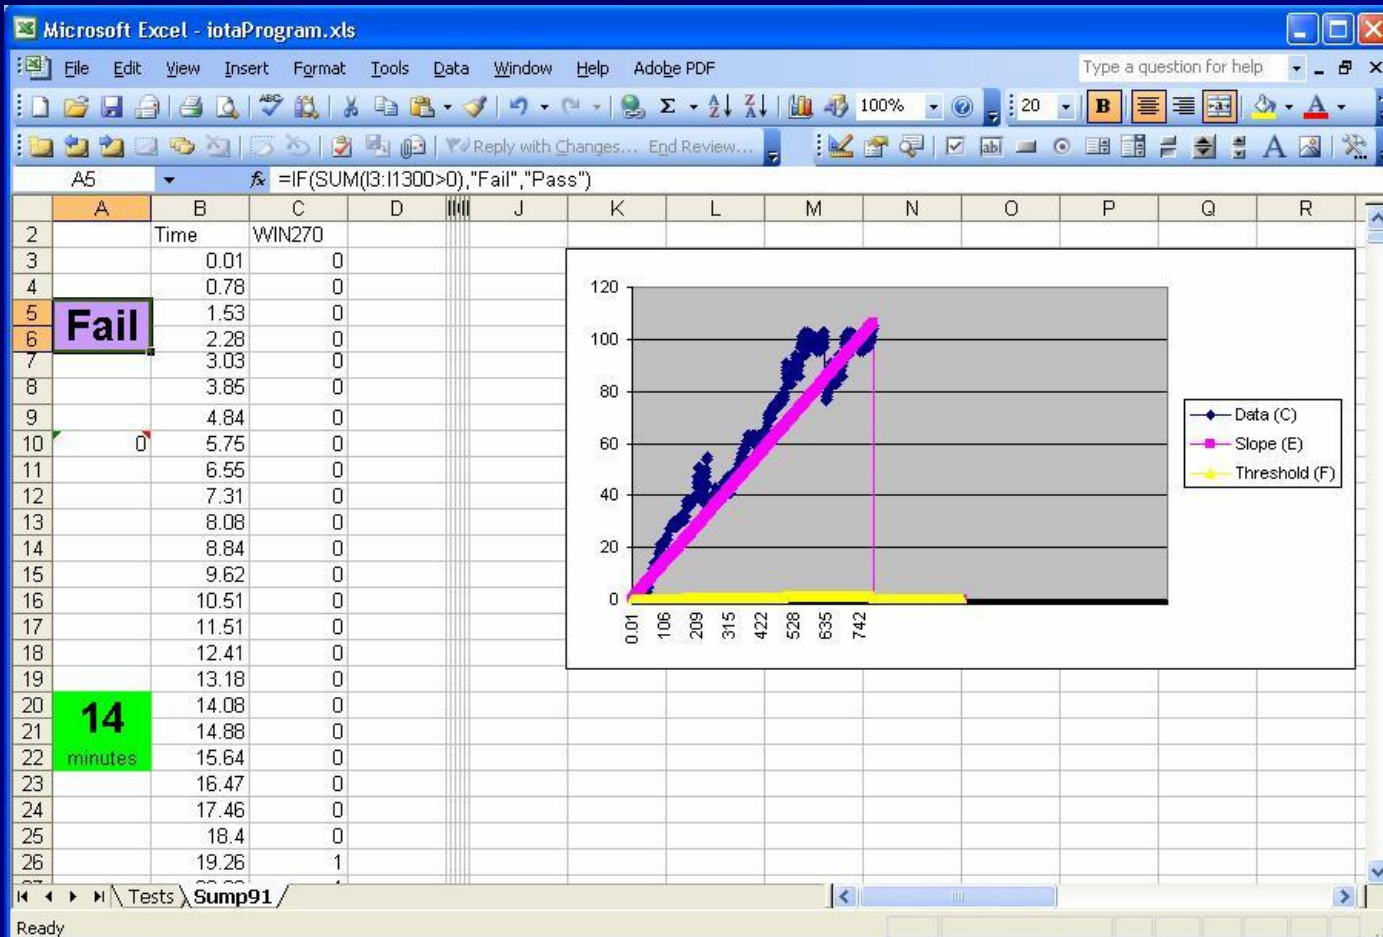 Microsoft Excel - iotaProgram.xls
File Edit View Insert Format Tools Data Window Help Adobe PDF Type a question for help
100% 20 B A
Reply with Changes... End Review... ab A
A5 fx =IF(SUM(I3:I1300>0),"Fail","Pass")
A B C D J K L M N O P Q R
2 Time WIN270
3 0.01 0
4 0.78 0
5 1.53 0
Fail
6 2.28 0
7 3.03 0
8 3.85 0
9 4.84 0
10 0 5.75 0
11 6.55 0
12 7.31 0
13 8.08 0
14 8.84 0
15 9.62 0
16 10.51 0
17 11.51 0
18 12.41 0
19 13.18 0
20 14.08 0
14
21 14.88 0
22 minutes 15.64 0
23 16.47 0
24 17.46 0
25 18.4 0
26 19.26 1
120
100
80
60
40
20
0
0.01 106 209 315 422 528 635 742
Data (C)
Slope (E)
Threshold (F)
Tests Sump91
Ready